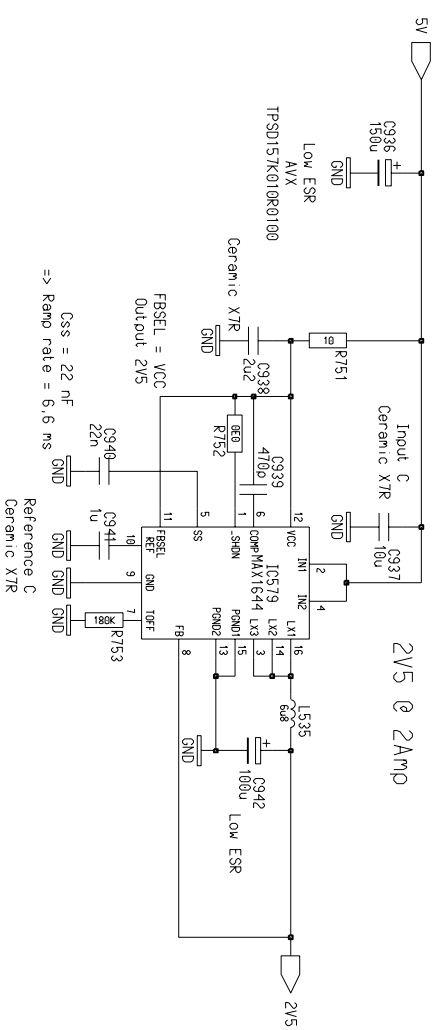 2V5 @ 2Amp
5V
C936
150u
+
GND
Low ESR
AVX
TPSD157K010R0100
R751
10
Input C
Ceramic X7R
C937
10u
GND
Ceramic X7R
C938
2u2
GND
FBSEL = VCC
Output 2V5
R752
0E0
C939
470p
Css = 22 nF
=> Ramp rate = 6,6 ms
C940
22n
GND
C941
1u
GND
Reference C
Ceramic X7R
GND
R753
180K
GND
IC579
MAX1644
12
VCC
6
COMP
1
_SHDN
5
SS
11
FBSEL
10
REF
9
GND
7
TOFF
2
IN1
4
IN2
LX1
16
LX2
14
LX3
3
PGND1
15
PGND2
13
FB
8
L535
6u8
+
C942
100u
GND
Low ESR
2V5